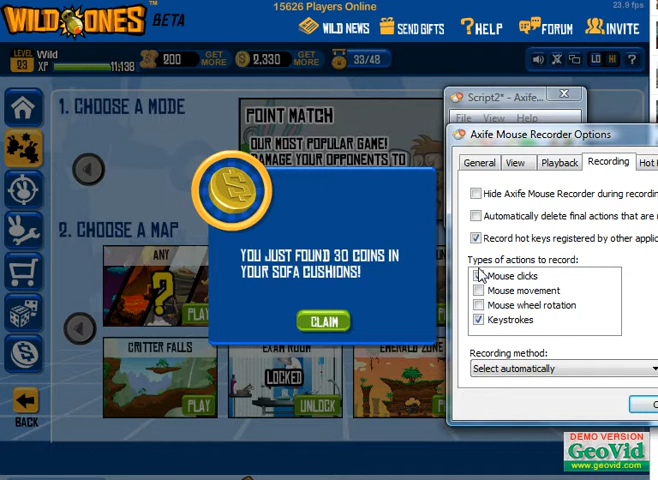 15626 Players Online
23.9 fps
WILD ONES BETA
WILD NEWS
SEND GIFTS
HELP
FORUM
INVITE
LEVEL
23
Wild
XP
11,138
200
GET MORE
2,330
GET MORE
33/48
LO
HI
?
1. CHOOSE A MODE
POINT MATCH
OUR MOST POPULAR GAME!
DAMAGE YOUR OPPONENTS TO
2. CHOOSE A MAP
ANY
PLAY
YOU JUST FOUND 30 COINS IN
YOUR SOFA CUSHIONS!
CLAIM
CRITTER FALLS
PLAY
EXAM ROOM
LOCKED
UNLOCK
EMERALD ZONE
PLAY
BACK
Script2* - Axife...
File View Help
Axife Mouse Recorder Options
General View Playback Recording Hot
Hide Axife Mouse Recorder during recordin
Automatically delete final actions that are
Record hot keys registered by other applic
Types of actions to record:
Mouse clicks
Mouse movement
Mouse wheel rotation
Keystrokes
Recording method:
Select automatically
DEMO VERSION
GeoVid
www.geovid.com